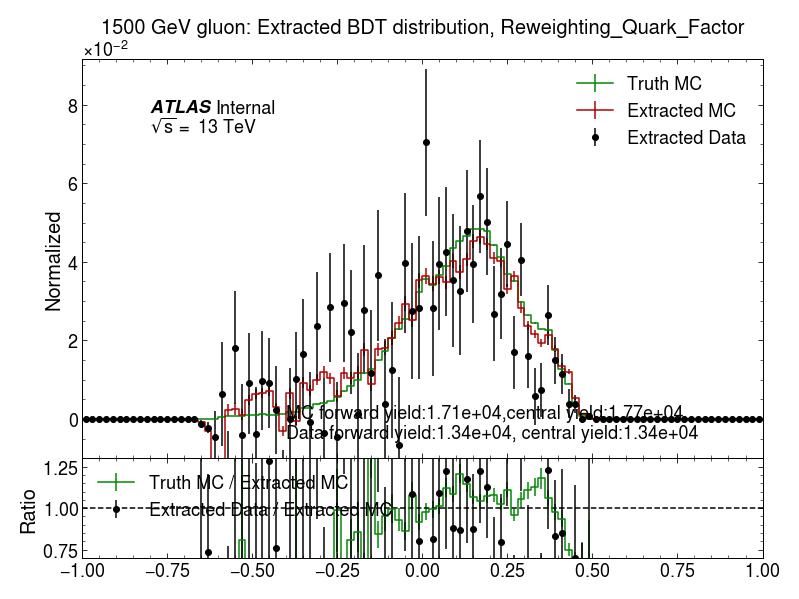 1500 GeV gluon: Extracted BDT distribution, Reweighting_Quark_Factor
×10−2
ATLAS Internal
√s = 13 TeV
Truth MC
Extracted MC
Extracted Data
Normalized
8
6
4
2
0
MC forward yield:1.71e+04,central yield:1.77e+04
Data forward yield:1.34e+04, central yield:1.34e+04
Ratio
1.25
1.00
0.75
Truth MC / Extracted MC
Extracted Data / Extracted MC
−1.00 −0.75 −0.50 −0.25 0.00 0.25 0.50 0.75 1.00